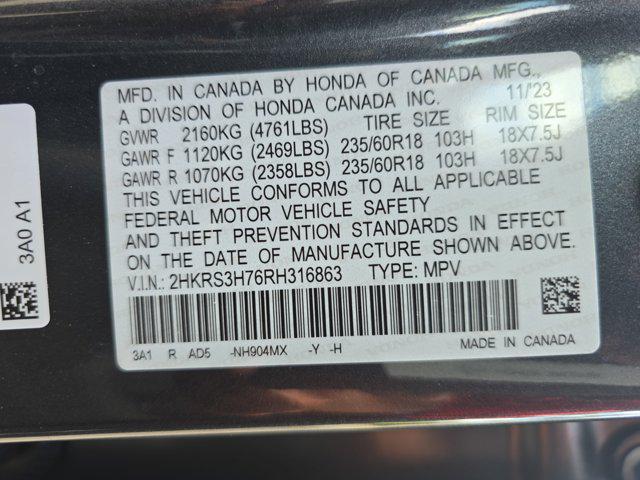 MFD. IN CANADA BY HONDA OF CANADA MFG.,
A DIVISION OF HONDA CANADA INC. 11/'23
GVWR 2160KG (4761LBS) TIRE SIZE RIM SIZE
GAWR F 1120KG (2469LBS) 235/60R18 103H 18X7.5J
GAWR R 1070KG (2358LBS) 235/60R18 103H 18X7.5J
THIS VEHICLE CONFORMS TO ALL APPLICABLE
FEDERAL MOTOR VEHICLE SAFETY
AND THEFT PREVENTION STANDARDS IN EFFECT
ON THE DATE OF MANUFACTURE SHOWN ABOVE.
V.I.N.: 2HKRS3H76RH316863 TYPE: MPV
3A1 R AD5 -NH904MX -Y -H MADE IN CANADA
3A0 A1